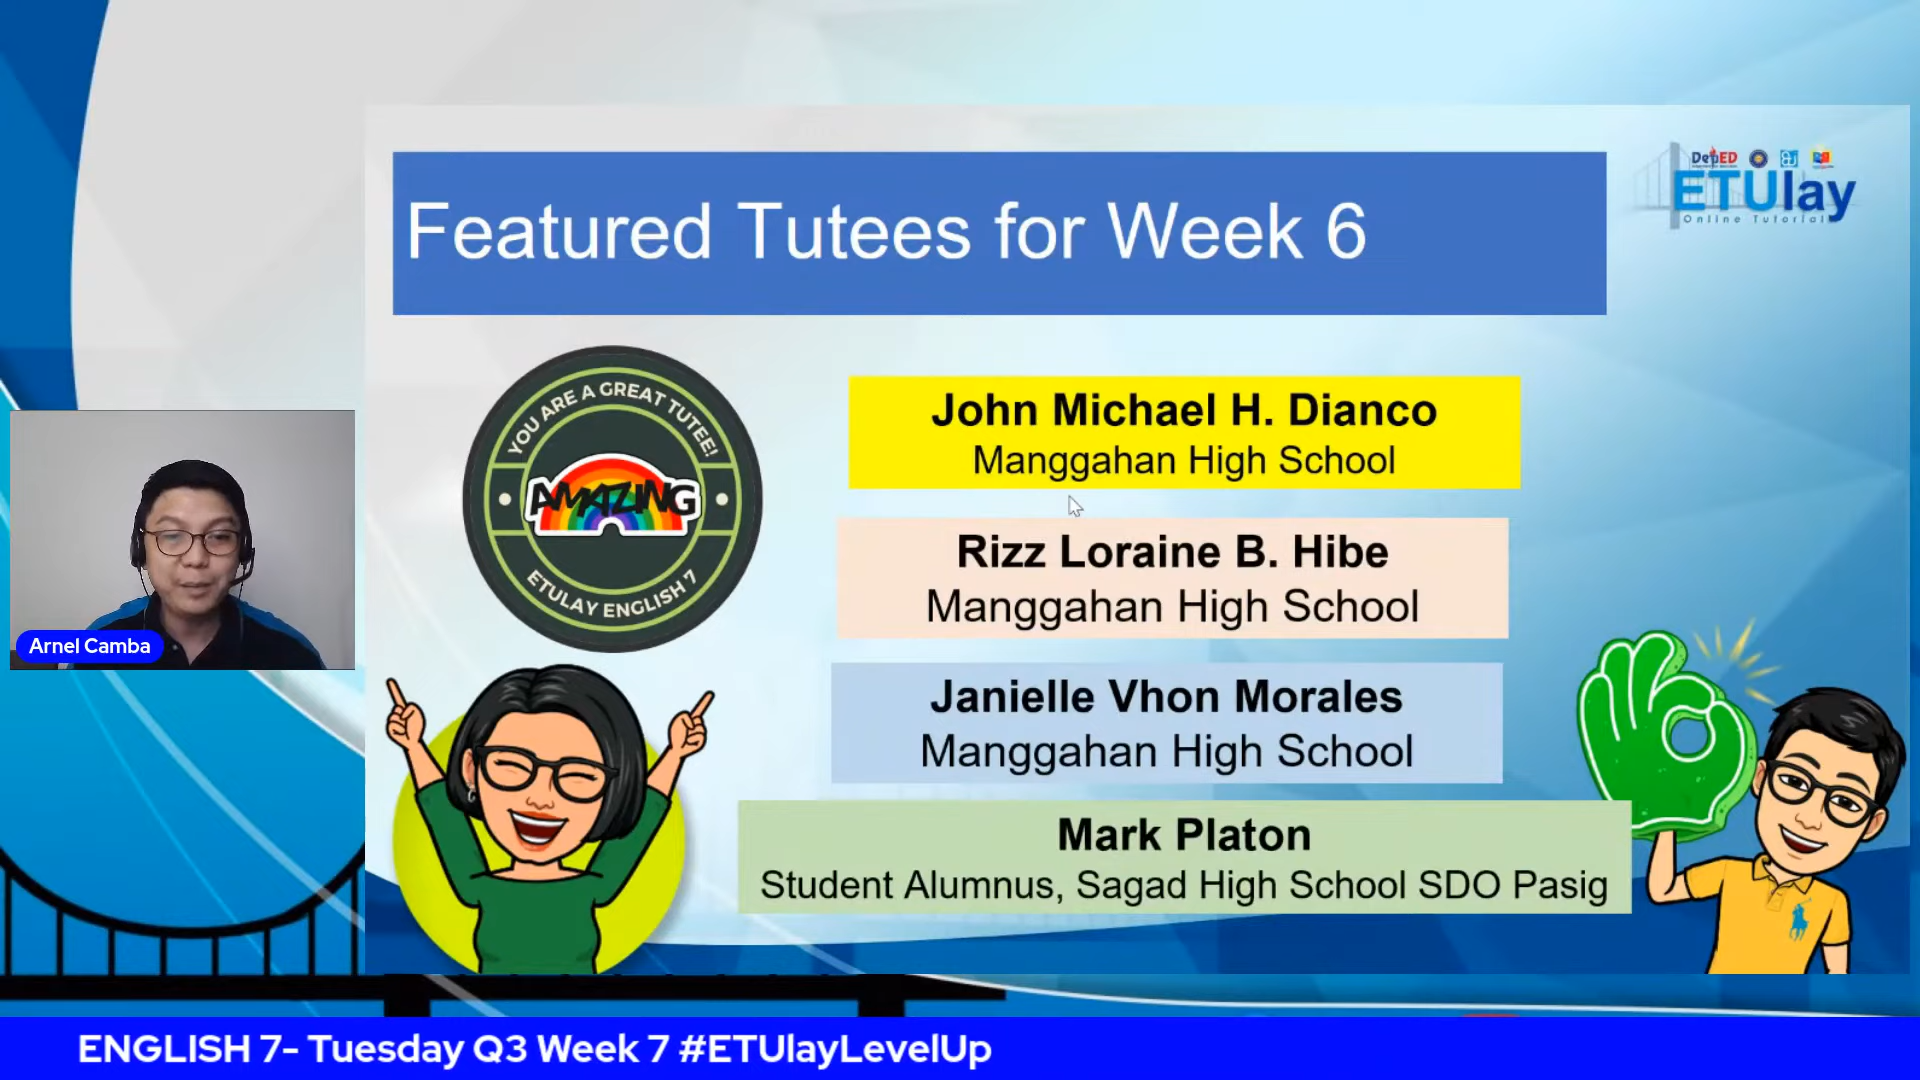 DepED
ETUlay
Online Tutorial
Featured Tutees for Week 6
YOU ARE A GREAT TUTEE!
AMAZING
ETULAY ENGLISH 7
John Michael H. Dianco
Manggahan High School
Rizz Loraine B. Hibe
Manggahan High School
Janielle Vhon Morales
Manggahan High School
Mark Platon
Student Alumnus, Sagad High School SDO Pasig
Arnel Camba
ENGLISH 7- Tuesday Q3 Week 7 #ETUlayLevelUp